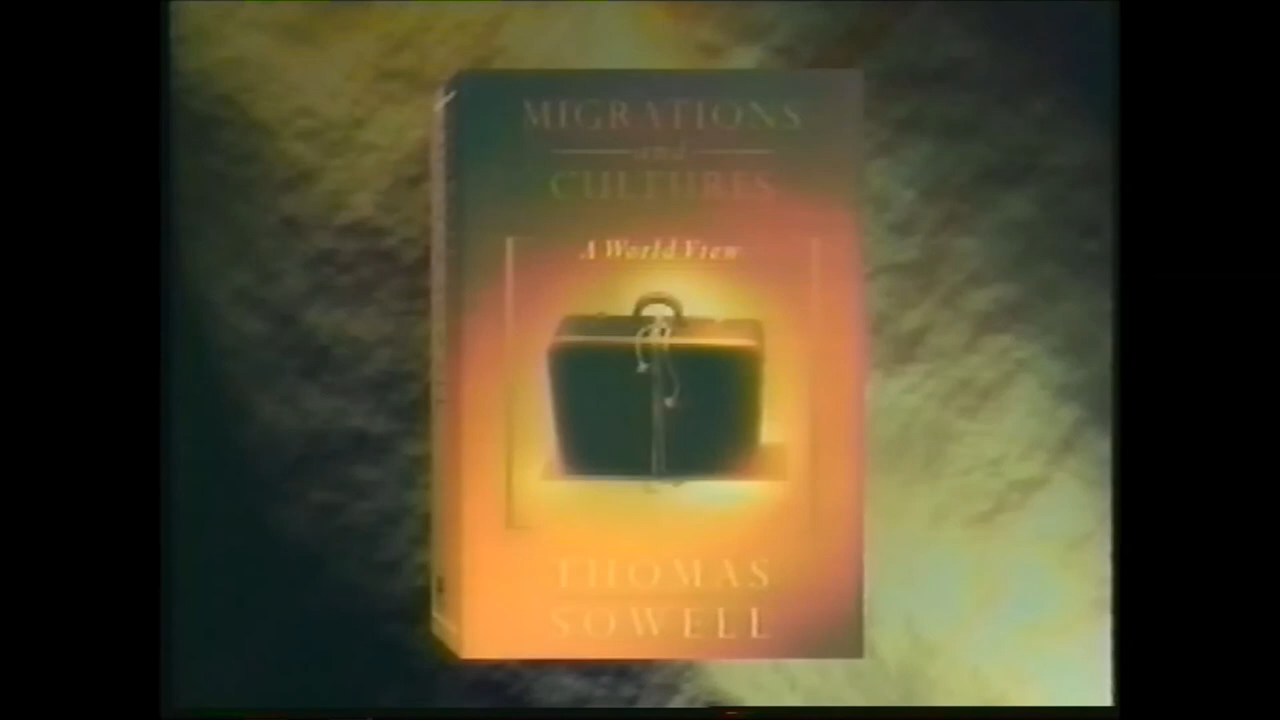 MIGRATIONS
and
CULTURES
A World View
THOMAS
SOWELL